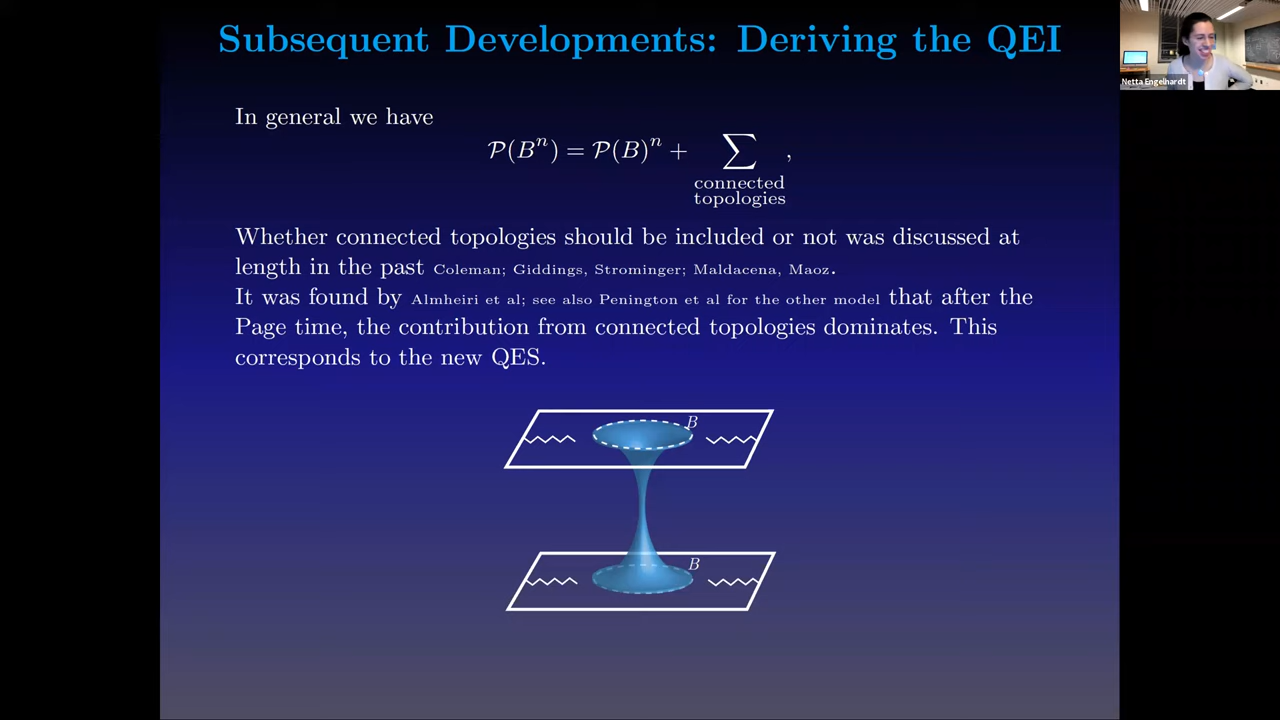 Subsequent Developments: Deriving the QEI
Netta Engelhardt
In general we have
P(Bⁿ) = P(B)ⁿ + ∑ ,
connected
topologies
Whether connected topologies should be included or not was discussed at
length in the past Coleman; Giddings, Strominger; Maldacena, Maoz.
It was found by Almheiri et al; see also Penington et al for the other model that after the
Page time, the contribution from connected topologies dominates. This
corresponds to the new QES.
B
B